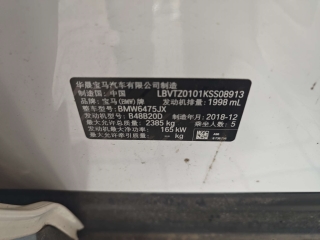 华晨宝马汽车有限公司制造
制造国：中国 LBVTZ0101KSS08913
品牌：宝马(BMW)牌 发动机排量：1998 mL
整车型号：BMW6475JX
发动机型号：B48B20D 制造年月：2018-12
最大允许总质量：2385 kg 乘坐人数：5
发动机最大净功率：165 kW
最大允许牵引质量：— kg